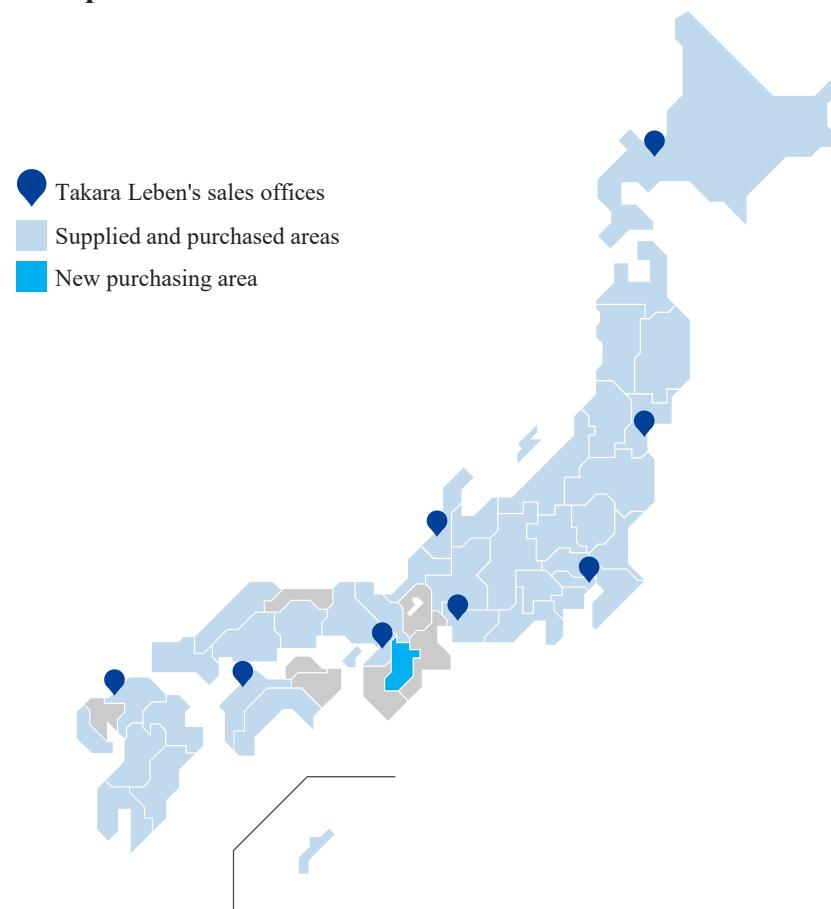 Takara Leben's sales offices
Supplied and purchased areas
New purchasing area